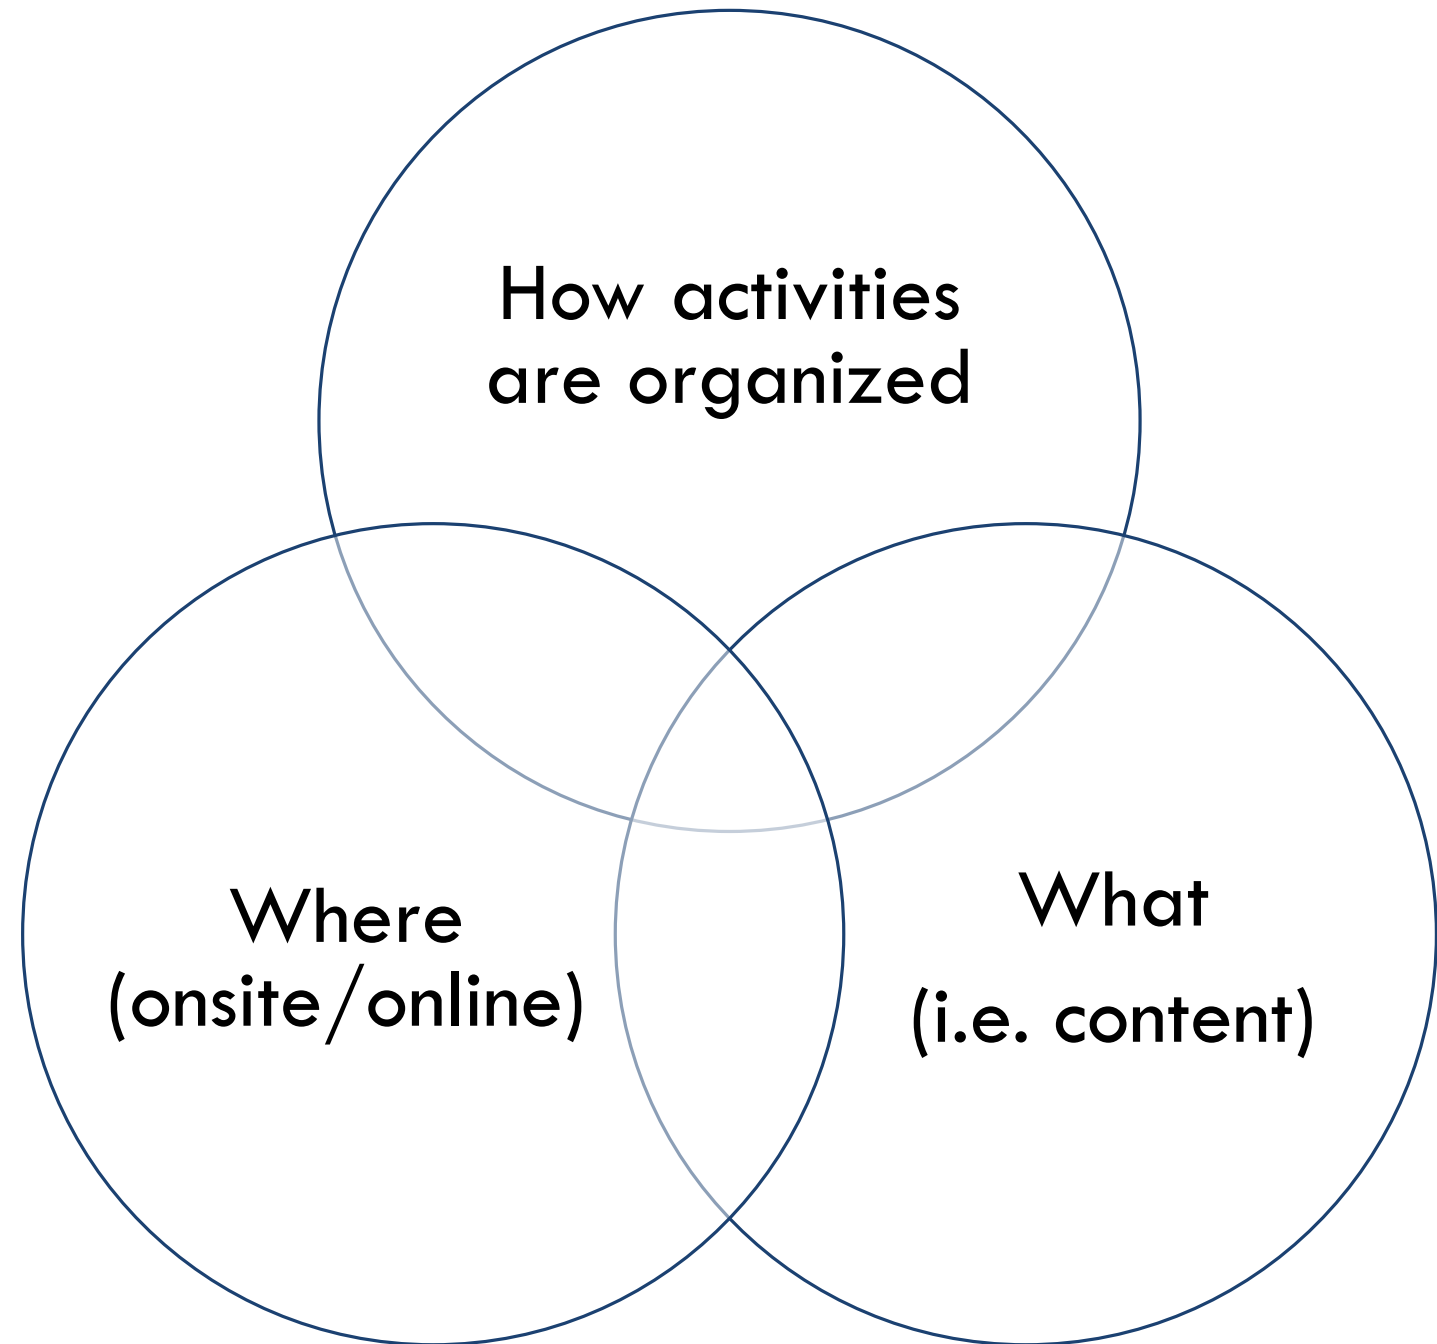 How activities
are organized
Where
(onsite/online)
What
(i.e. content)